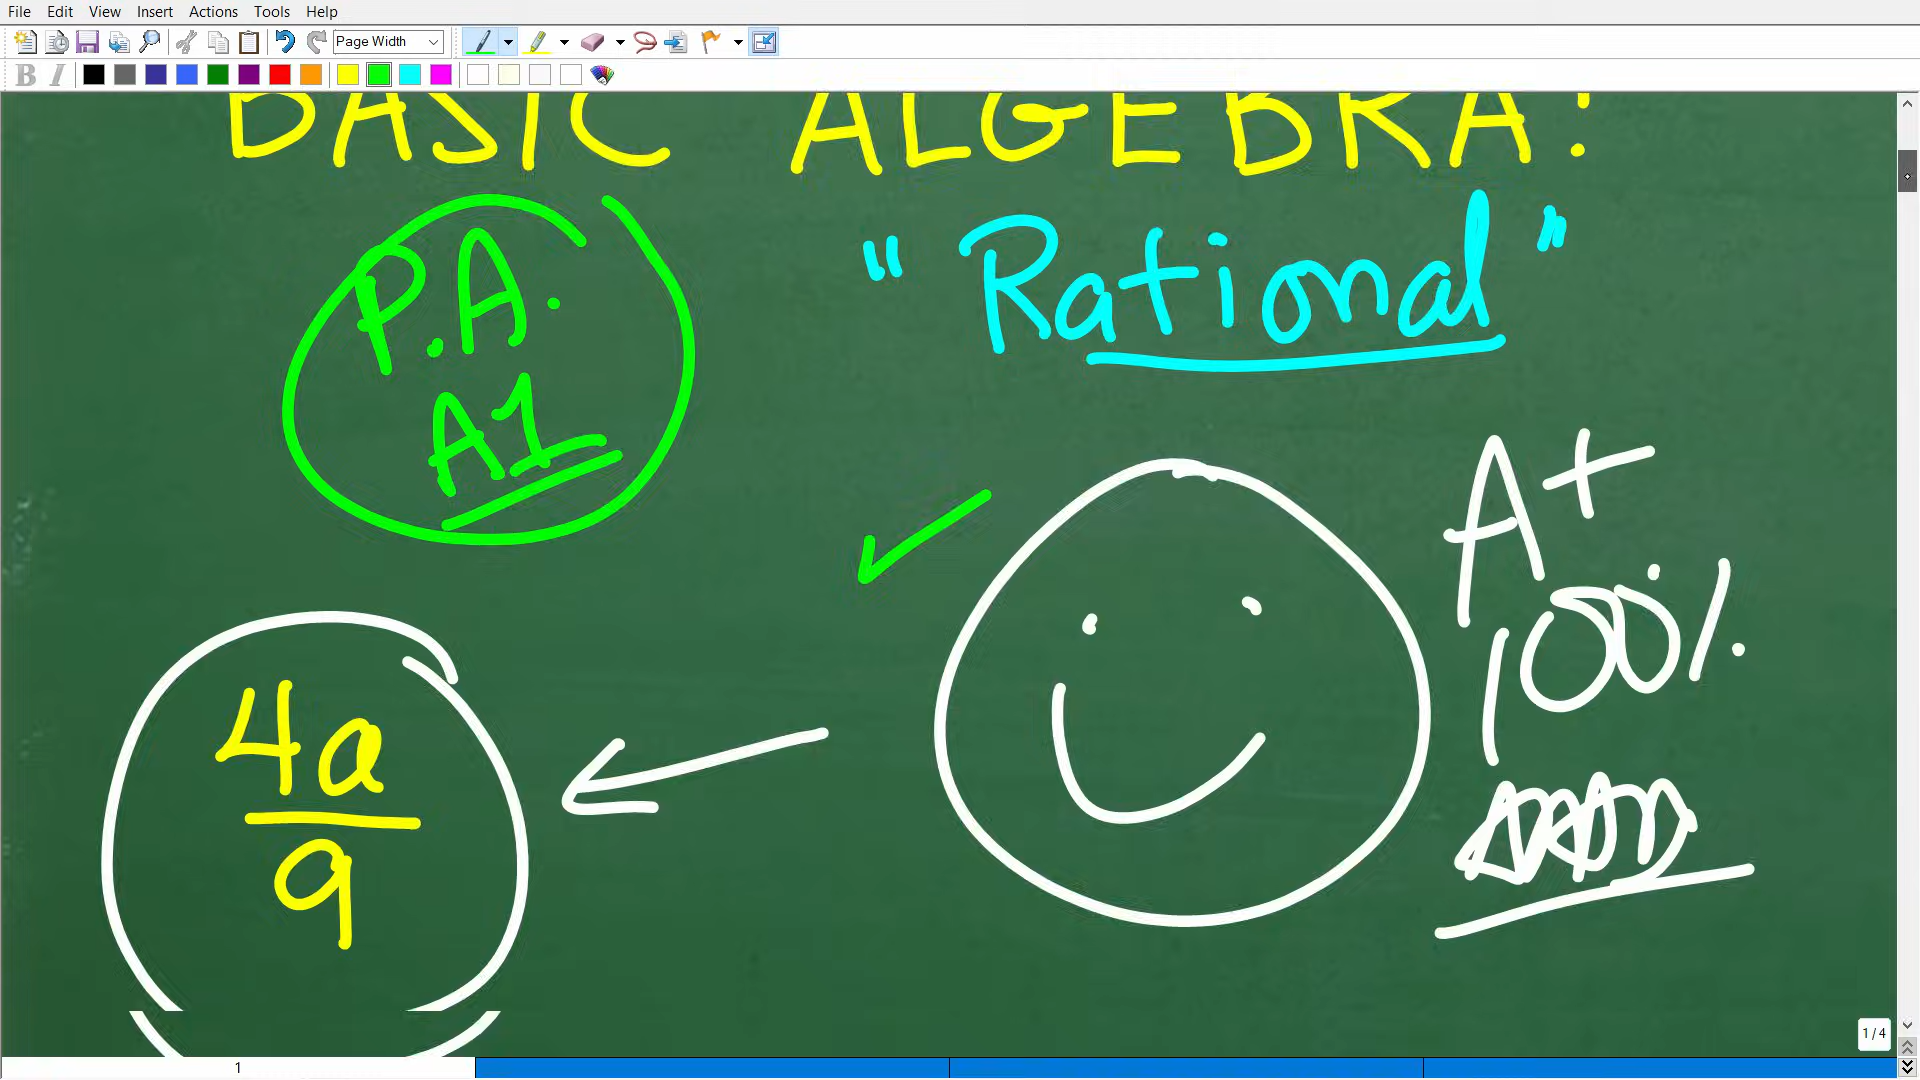 File Edit View Insert Actions Tools Help
Page Width
B I
BASIC ALGEBRA!
P.A.
A1
"Rational"
A+
100%
4a
9
1/4
1